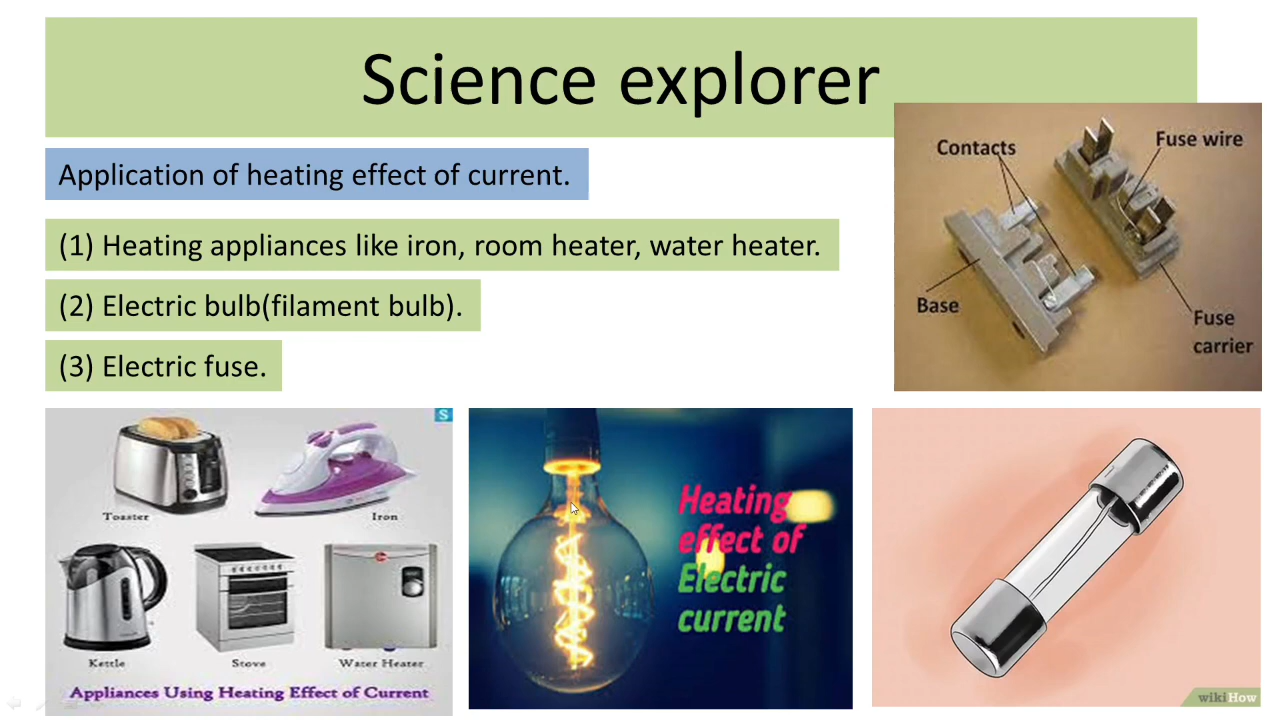 Science explorer
Application of heating effect of current.
(1) Heating appliances like iron, room heater, water heater.
(2) Electric bulb(filament bulb).
(3) Electric fuse.
Contacts
Fuse wire
Base
Fuse
carrier
S
Toaster
Iron
Kettle
Stove
Water Heater
Appliances Using Heating Effect of Current
Heating
effect of
Electric
current
wikiHow